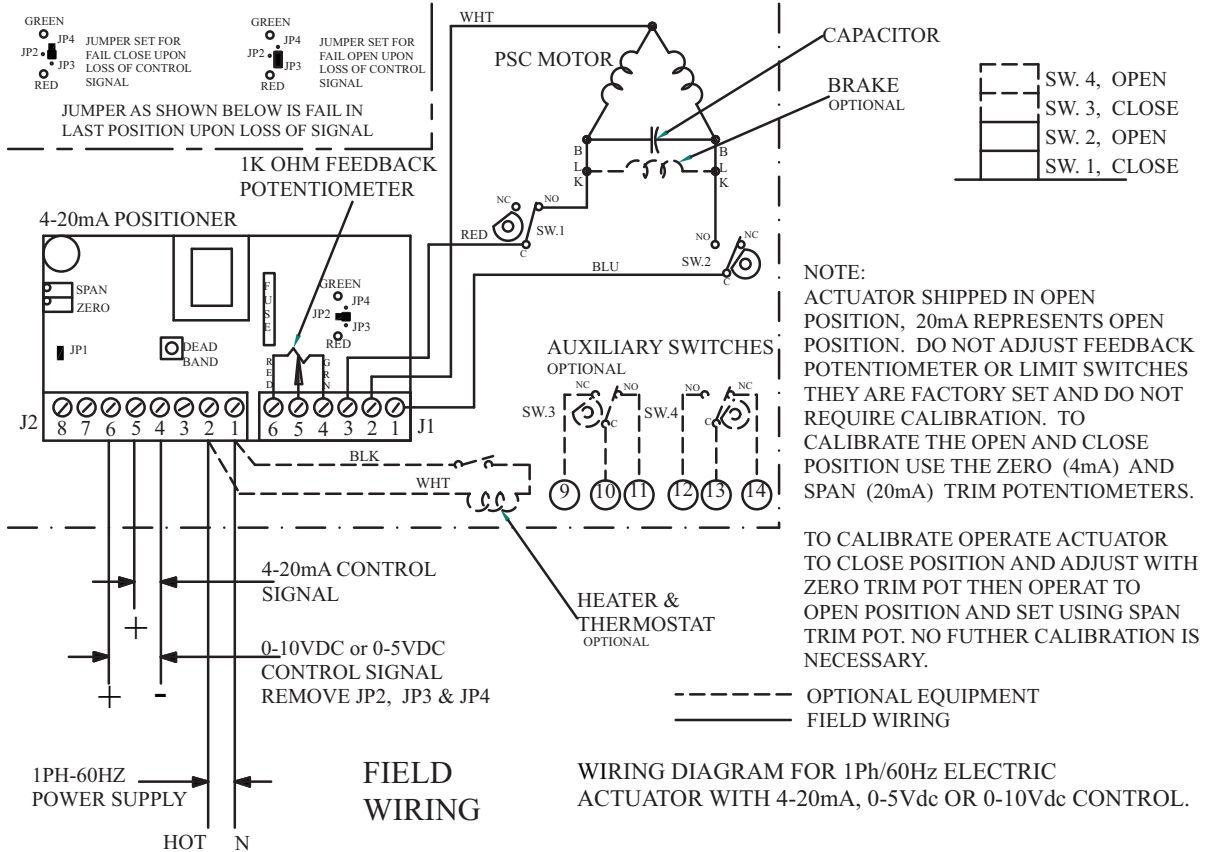 GREEN
JP4
JP2
JP3
RED
JUMPER SET FOR
FAIL CLOSE UPON
LOSS OF CONTROL
SIGNAL
GREEN
JP4
JP2
JP3
RED
JUMPER SET FOR
FAIL OPEN UPON
LOSS OF CONTROL
SIGNAL
JUMPER AS SHOWN BELOW IS FAIL IN
LAST POSITION UPON LOSS OF SIGNAL
WHT
PSC MOTOR
CAPACITOR
BRAKE
OPTIONAL
B
L
K
B
L
K
SW. 4, OPEN
SW. 3, CLOSE
SW. 2, OPEN
SW. 1, CLOSE
1K OHM FEEDBACK
POTENTIOMETER
4-20mA POSITIONER
NC
NO
RED
SW.1
C
NO
NC
SW.2
C
BLU
SPAN
ZERO
JP1
DEAD
BAND
FUSE
GREEN
JP4
JP2
JP3
RED
RED
GRN
J2
8 7 6 5 4 3 2 1
6 5 4 3 2 1
J1
BLK
WHT
AUXILIARY SWITCHES
OPTIONAL
NC
NO
SW.3
C
NO
NC
SW.4
C
9 10 11 12 13 14
NOTE:
ACTUATOR SHIPPED IN OPEN
POSITION, 20mA REPRESENTS OPEN
POSITION. DO NOT ADJUST FEEDBACK
POTENTIOMETER OR LIMIT SWITCHES
THEY ARE FACTORY SET AND DO NOT
REQUIRE CALIBRATION. TO
CALIBRATE THE OPEN AND CLOSE
POSITION USE THE ZERO (4mA) AND
SPAN (20mA) TRIM POTENTIOMETERS.
TO CALIBRATE OPERATE ACTUATOR
TO CLOSE POSITION AND ADJUST WITH
ZERO TRIM POT THEN OPERAT TO
OPEN POSITION AND SET USING SPAN
TRIM POT. NO FUTHER CALIBRATION IS
NECESSARY.
4-20mA CONTROL
SIGNAL
+
HEATER &
THERMOSTAT
OPTIONAL
0-10VDC or 0-5VDC
CONTROL SIGNAL
REMOVE JP2, JP3 & JP4
+ -
OPTIONAL EQUIPMENT
FIELD WIRING
1PH-60HZ
POWER SUPPLY
HOT N
FIELD
WIRING
WIRING DIAGRAM FOR 1Ph/60Hz ELECTRIC
ACTUATOR WITH 4-20mA, 0-5Vdc OR 0-10Vdc CONTROL.